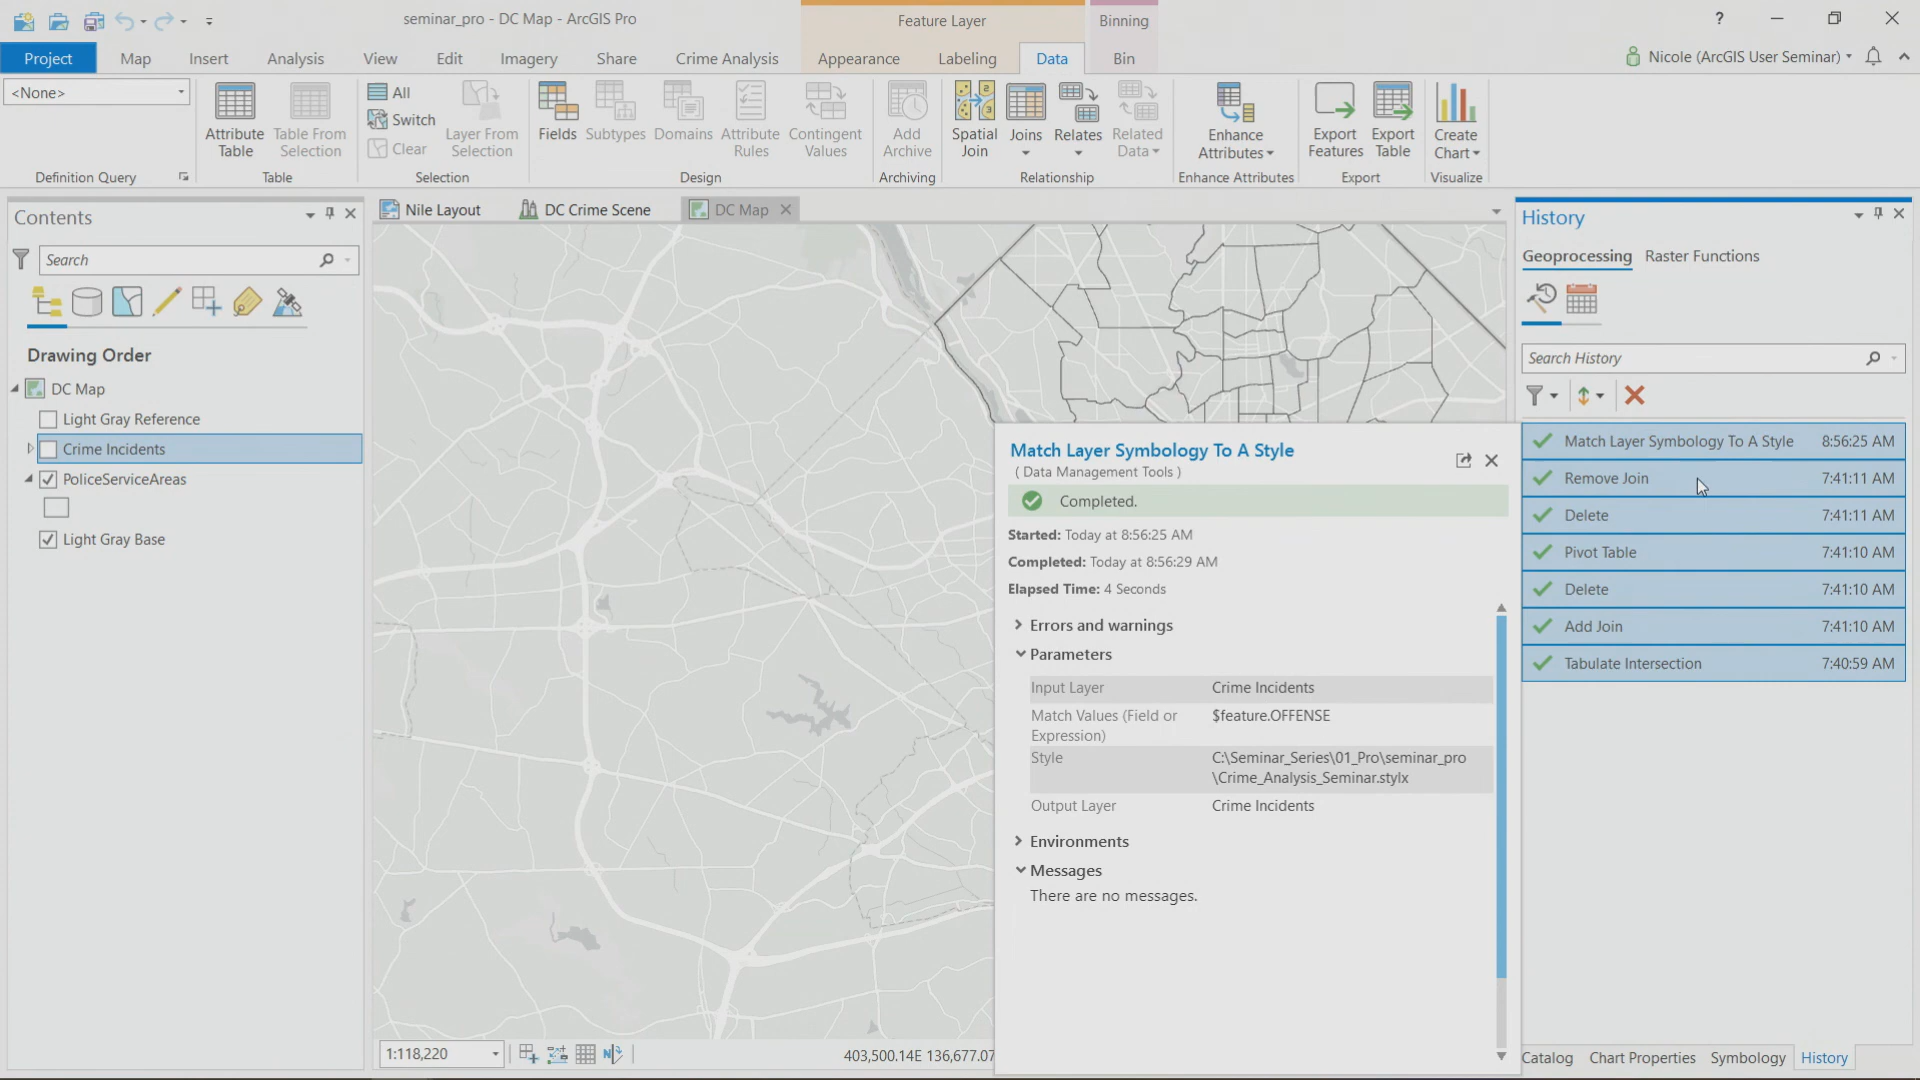 seminar_pro - DC Map - ArcGIS Pro
Feature Layer
Binning
?
Project
Map
Insert
Analysis
View
Edit
Imagery
Share
Crime Analysis
Appearance
Labeling
Data
Bin
Nicole (ArcGIS User Seminar)
<None>
Definition Query
Attribute
Table
Table From
Selection
Table
All
Switch
Clear
Layer From
Selection
Selection
Fields
Subtypes
Domains
Attribute
Rules
Contingent
Values
Design
Add
Archive
Archiving
Spatial
Join
Joins
Relates
Related
Data
Relationship
Enhance
Attributes
Enhance Attributes
Export
Features
Export
Table
Export
Create
Chart
Visualize
Contents
Search
Drawing Order
DC Map
Light Gray Reference
Crime Incidents
PoliceServiceAreas
Light Gray Base
Nile Layout
DC Crime Scene
DC Map
1:118,220
403,500.14E 136,677.07
Match Layer Symbology To A Style
( Data Management Tools )
Completed.
Started: Today at 8:56:25 AM
Completed: Today at 8:56:29 AM
Elapsed Time: 4 Seconds
Errors and warnings
Parameters
Input Layer Crime Incidents
Match Values (Field or $feature.OFFENSE
Expression)
Style C:\Seminar_Series\01_Pro\seminar_pro
\Crime_Analysis_Seminar.stylx
Output Layer Crime Incidents
Environments
Messages
There are no messages.
History
Geoprocessing
Raster Functions
Search History
Match Layer Symbology To A Style 8:56:25 AM
Remove Join 7:41:11 AM
Delete 7:41:11 AM
Pivot Table 7:41:10 AM
Delete 7:41:10 AM
Add Join 7:41:10 AM
Tabulate Intersection 7:40:59 AM
Catalog
Chart Properties
Symbology
History